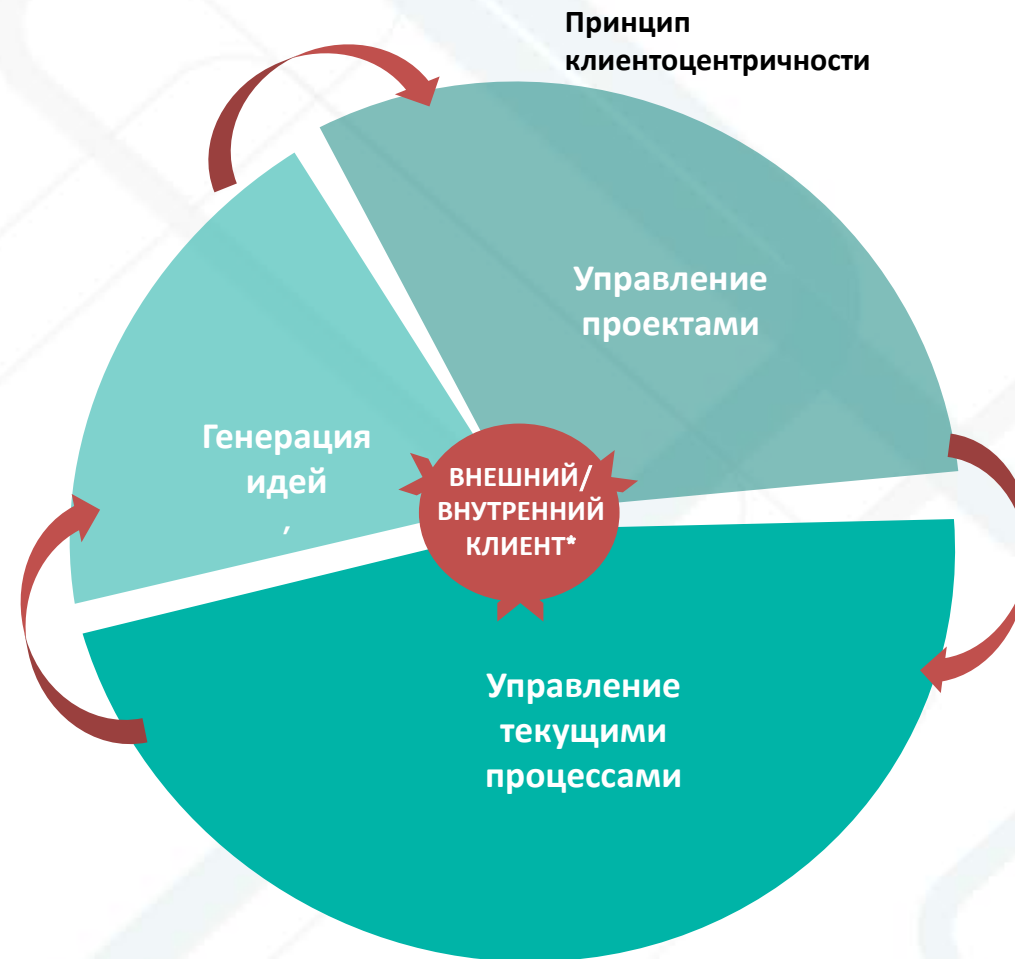 Принцип
клиентоцентричности
Управление
проектами
Генерация
идей
,
ВНЕШНИЙ/
ВНУТРЕННИЙ
КЛИЕНТ*
Управление
текущими
процессами